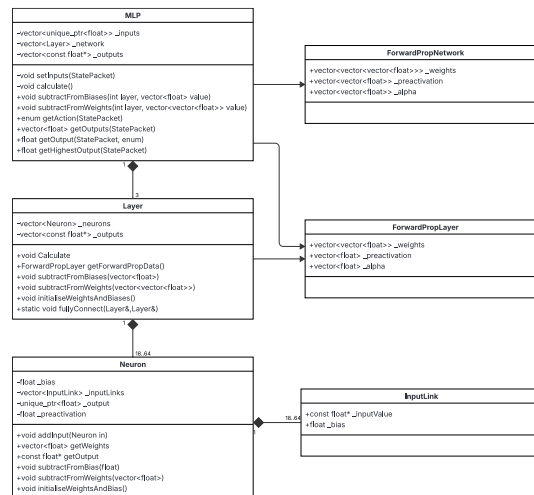 MLP
-vector<unique_ptr<float>> _inputs
-vector<Layer> _network
-vector<const float*> _outputs
-void setInputs(StatePacket)
-void calculate()
+void subtractFromBiases(int layer, vector<float> value)
+void subtractFromWeights(int layer, vector<vector<float>> value)
+enum getAction(StatePacket)
+vector<float> getOutputs(StatePacket)
+float getOutput(StatePacket, enum)
+float getHighestOutput(StatePacket)
ForwardPropNetwork
+vector<vector<vector<float>>> _weights
+vector<vector<float>> _preactivation
+vector<vector<float>> _alpha
1
3
Layer
-vector<Neuron> _neurons
-vector<const float*> _outputs
+void Calculate
+ForwardPropLayer getForwardPropData()
+void subtractFromBiases(vector<float>)
+void subtractFromWeights(vector<vector<float>>)
+void initialiseWeightsAndBiases()
+static void fullyConnect(Layer&,Layer&)
ForwardPropLayer
+vector<vector<float>> _weights
+vector<float> _preactivation
+vector<float> _alpha
1
18..64
Neuron
-float _bias
-vector<InputLink> _inputLinks
-unique_ptr<float> _output
-float _preactivation
+void addInput(Neuron in)
+vector<float> getWeights
+const float* getOutput
+void subtractFromBias(float)
+void subtractFromWeights(vector<float>)
+void initialiseWeightsAndBias()
1
18..64
InputLink
+const float* _inputValue
+float _bias